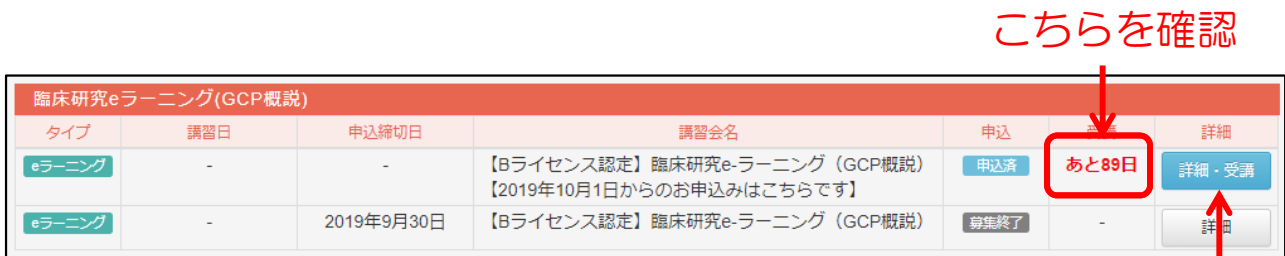 こちらを確認
臨床研究eラーニング(GCP概説)
タイプ 講習日 申込締切日 講習会名 申込 受講 詳細
eラーニング - - 【Bライセンス認定】臨床研究e-ラーニング（GCP概説） 申込済 あと89日 詳細・受講
【2019年10月1日からのお申込みはこちらです】
eラーニング - 2019年9月30日 【Bライセンス認定】臨床研究e-ラーニング（GCP概説） 募集終了 - 詳細